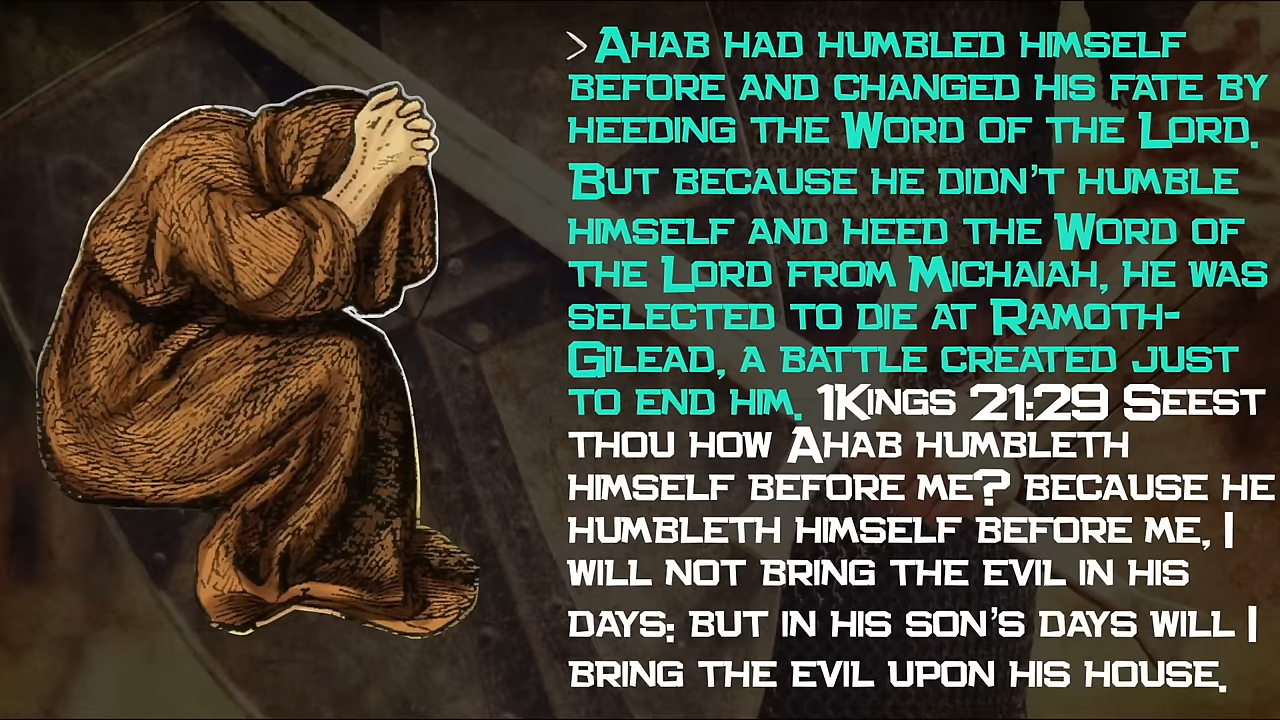 > Ahab had humbled himself
before and changed his fate by
heeding the Word of the Lord.
But because he didn't humble
himself and heed the Word of
the Lord from Michaiah, he was
selected to die at Ramoth-
Gilead, a battle created just
to end him. 1Kings 21:29 Seest
thou how Ahab humbleth
himself before me? because he
humbleth himself before me, I
will not bring the evil in his
days: but in his son's days will I
bring the evil upon his house.